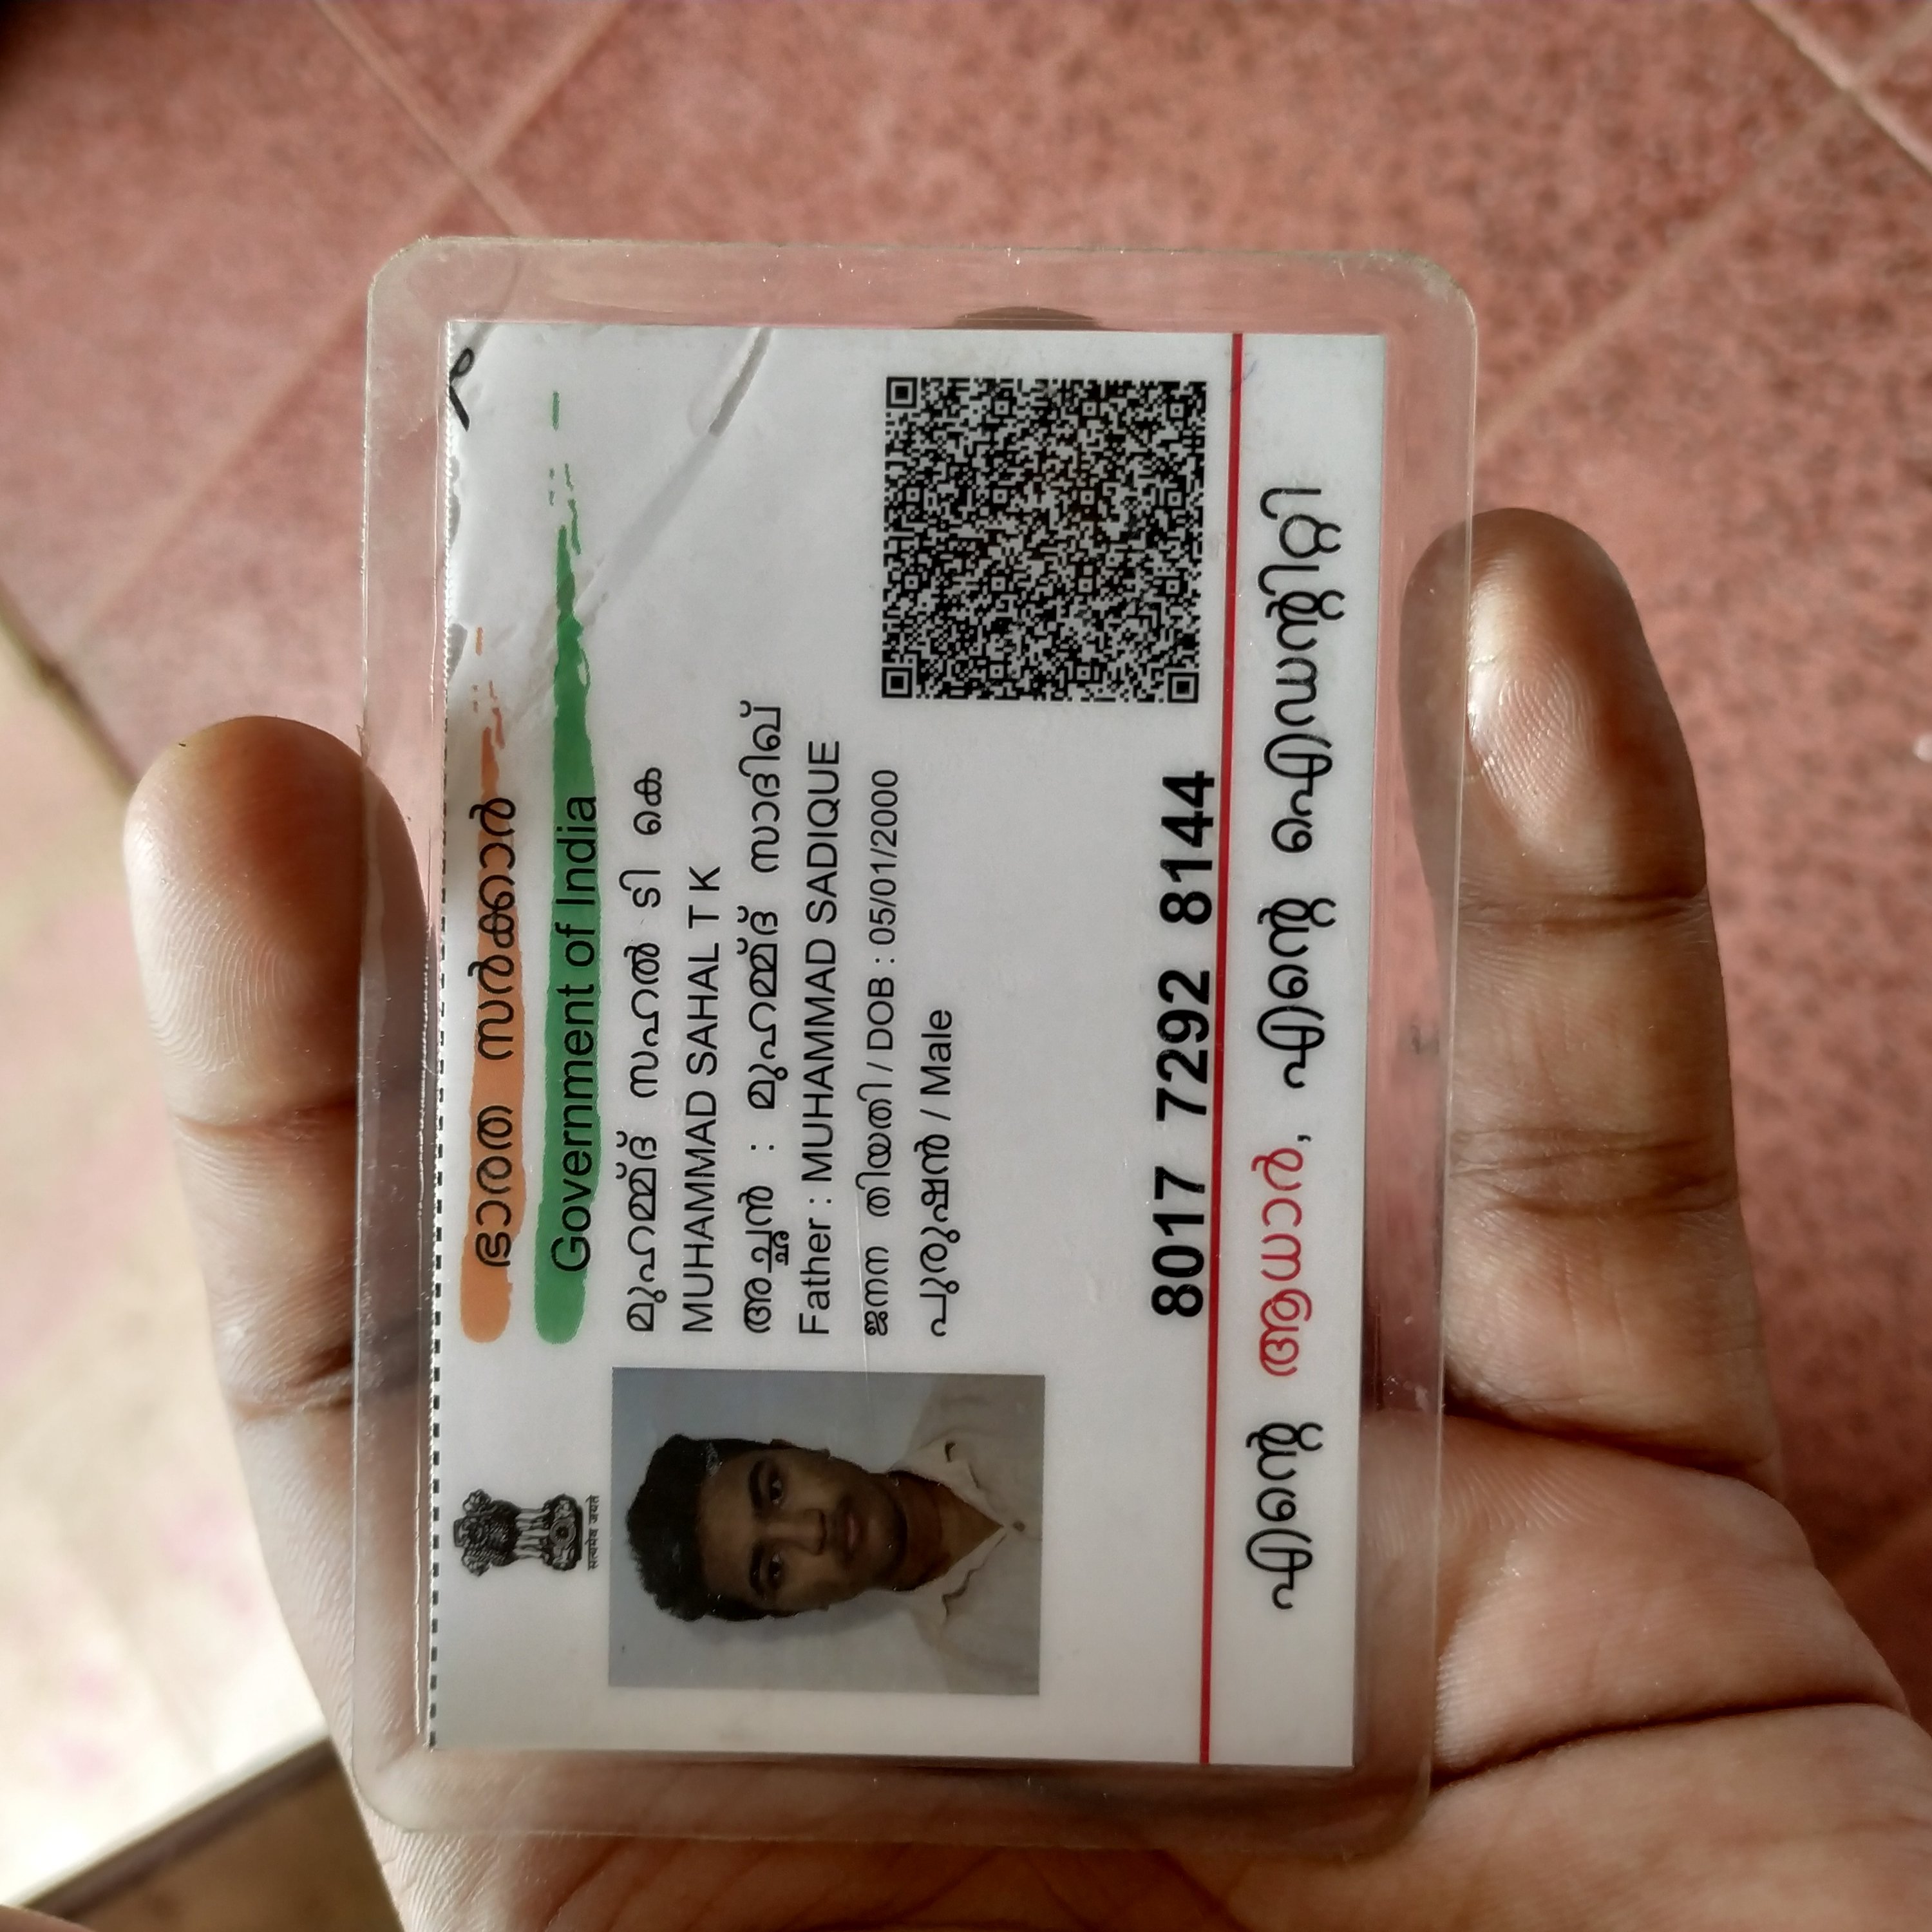 सत्यमेव जयते
ഭാരത സർക്കാർ
Government of India
മുഹമ്മ്ദ് സഹൽ ടി കെ
MUHAMMAD SAHAL T K
അച്ഛൻ : മുഹമ്മ്ദ് സാദിഖ്
Father : MUHAMMAD SADIQUE
ജനന തിയതി / DOB : 05/01/2000
പുരുഷൻ / Male
8017 7292 8144
എന്റെ ആധാർ, എന്റെ ഐഡന്റിറ്റി